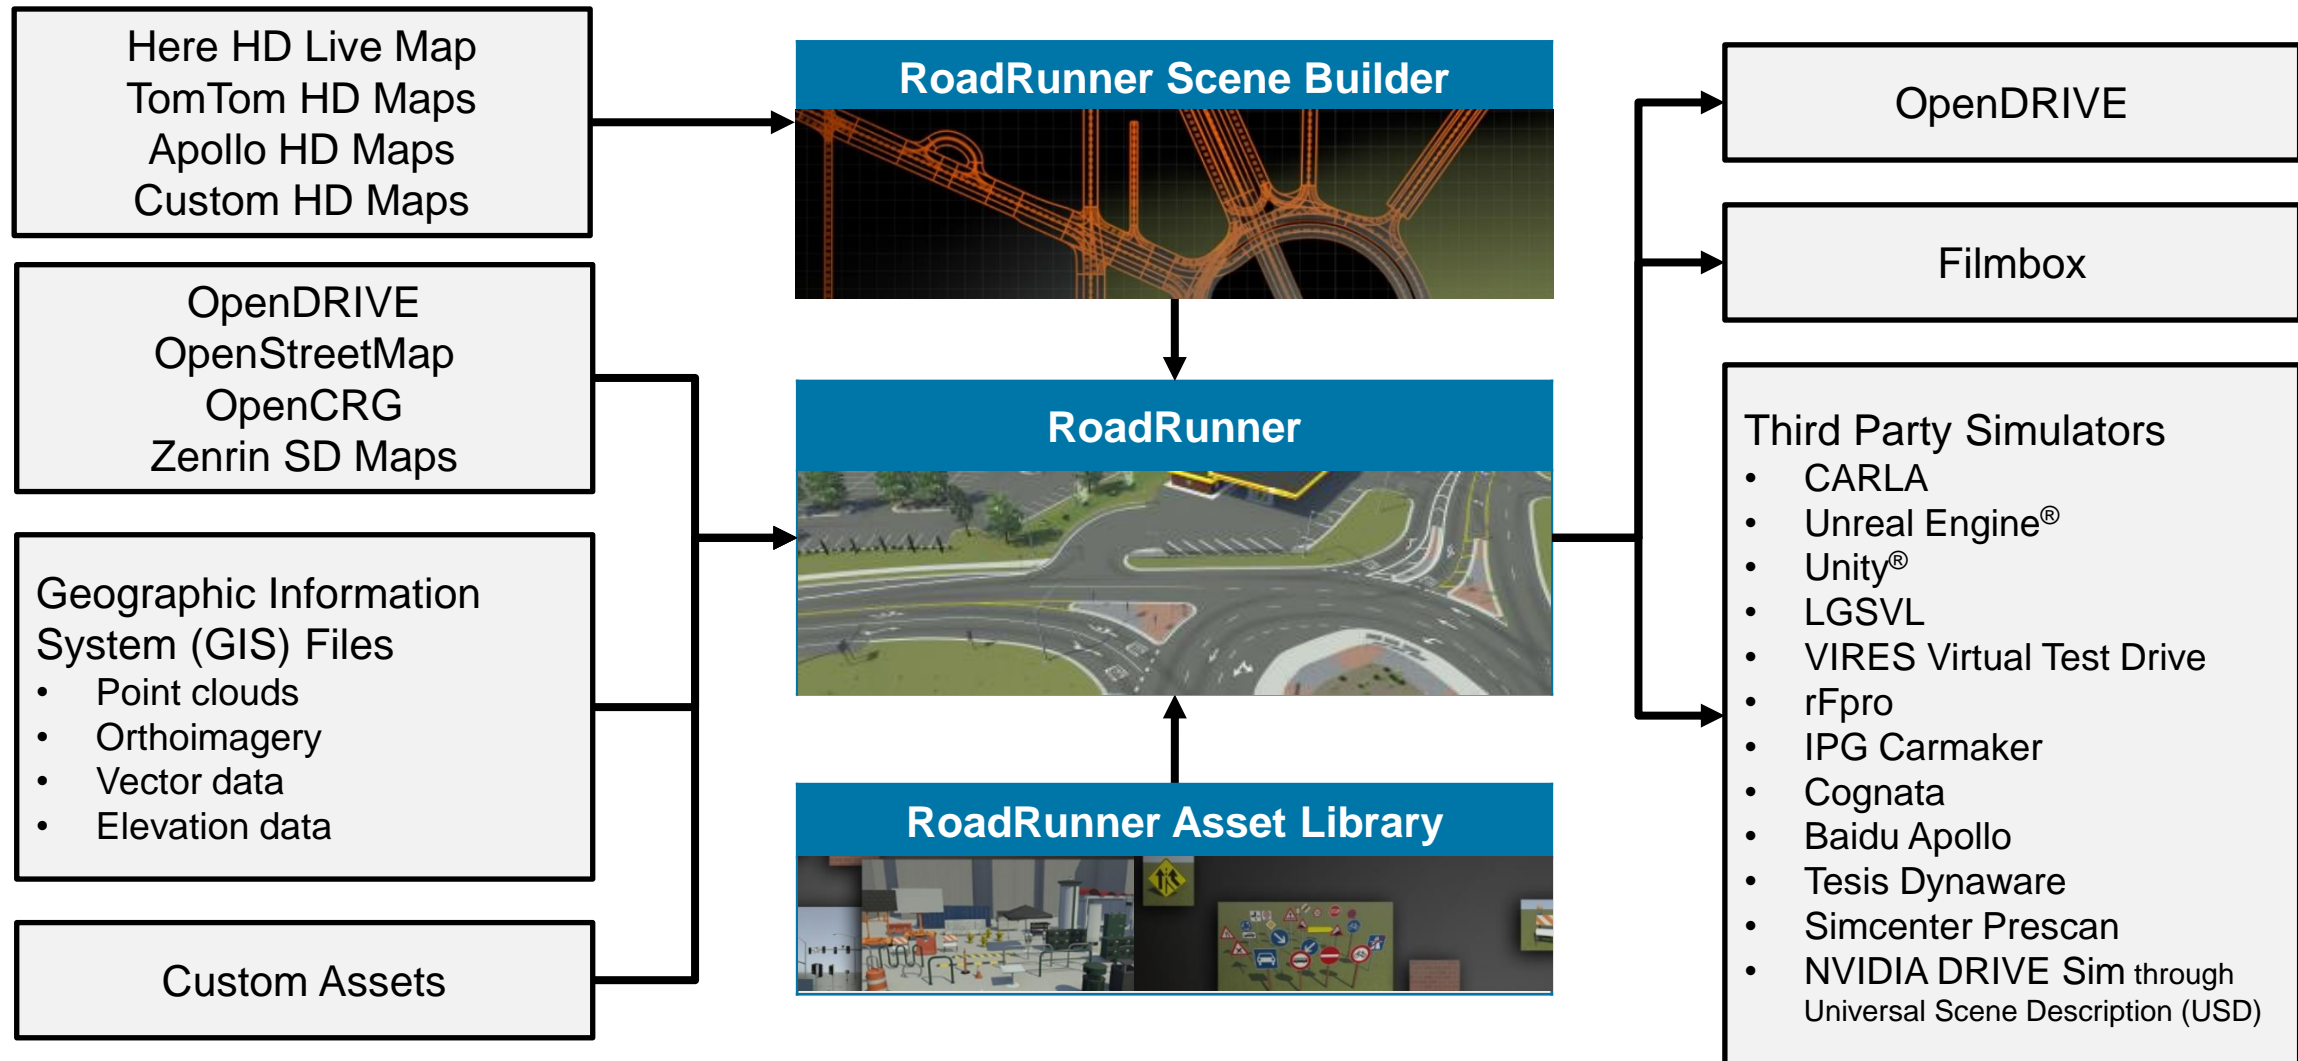 Here HD Live Map
TomTom HD Maps
Apollo HD Maps
Custom HD Maps
OpenDRIVE
OpenStreetMap
OpenCRG
Zenrin SD Maps
Geographic Information
System (GIS) Files
• Point clouds
• Orthoimagery
• Vector data
• Elevation data
Custom Assets
RoadRunner Scene Builder
RoadRunner
RoadRunner Asset Library
OpenDRIVE
Filmbox
Third Party Simulators
• CARLA
• Unreal Engine®
• Unity®
• LGSVL
• VIRES Virtual Test Drive
• rFpro
• IPG Carmaker
• Cognata
• Baidu Apollo
• Tesis Dynaware
• Simcenter Prescan
• NVIDIA DRIVE Sim through
Universal Scene Description (USD)